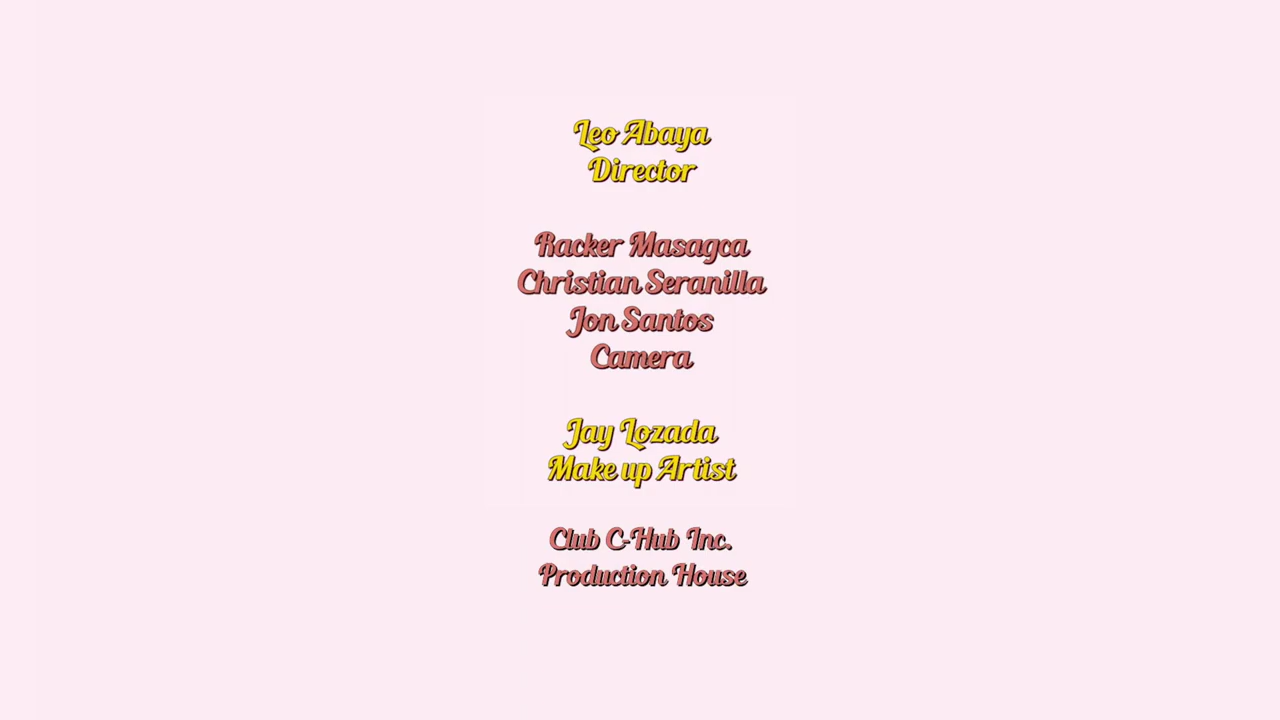 Leo Abaya
Director
Racker Masagca
Christian Seranilla
Jon Santos
Camera
Jay Lozada
Make up Artist
Club C-Hub Inc.
Production House